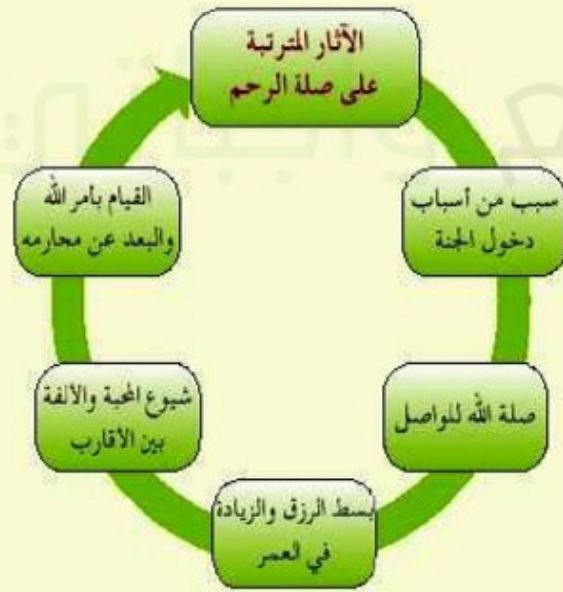 الآثار المترتبة
على صلة الرحم
سبب من أسباب
دخول الجنة
صلة الله للواصل
بسط الرزق والزيادة
في العمر
شيوع المحبة والألفة
بين الأقارب
القيام بأمر الله
والبعد عن محارمه